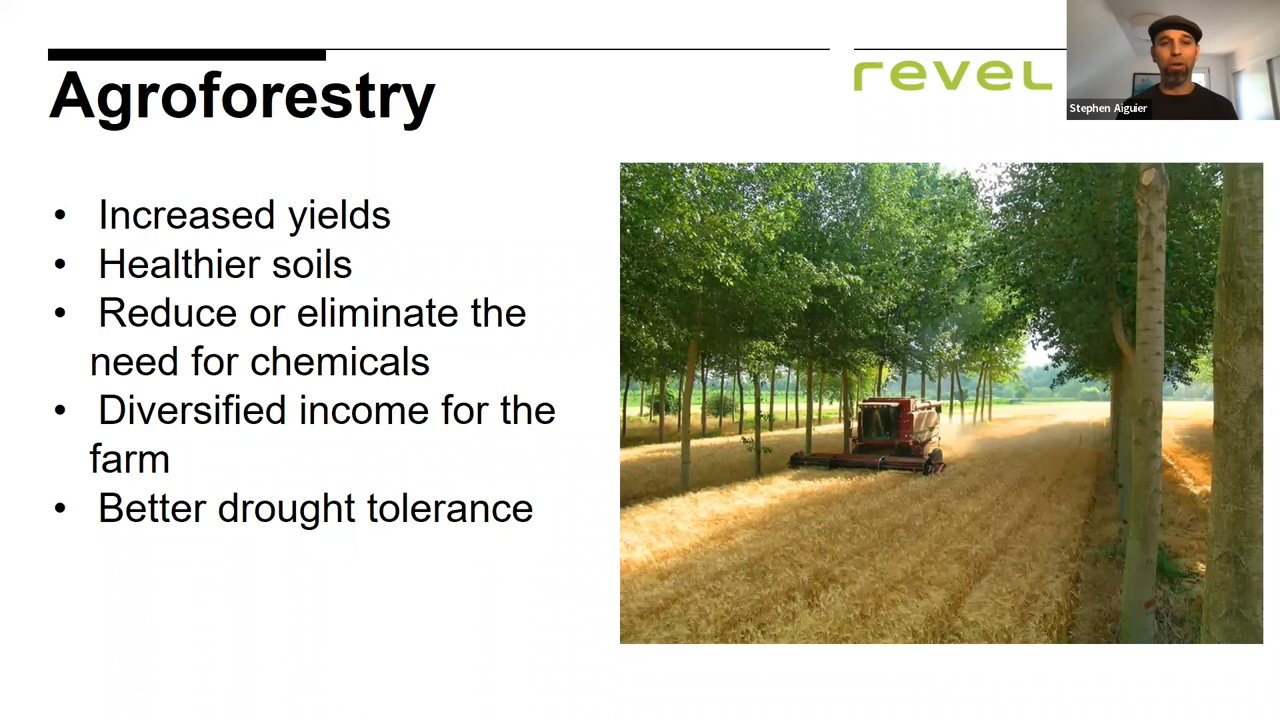 Agroforestry
revel
Stephen Aiguier
• Increased yields
• Healthier soils
• Reduce or eliminate the
need for chemicals
• Diversified income for the
farm
• Better drought tolerance